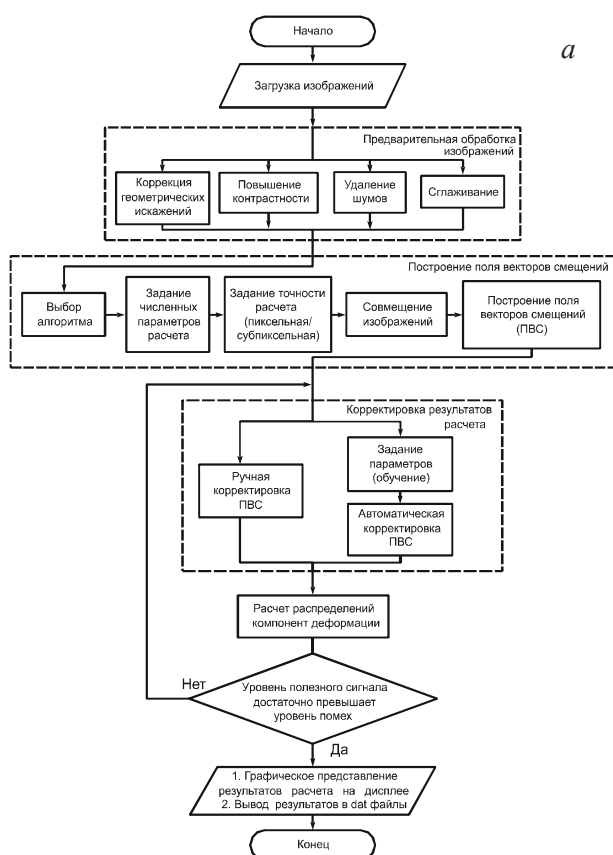 Начало
a
Загрузка изображений
Предварительная обработка
изображений
Коррекция
геометрических
искажений
Повышение
контрастности
Удаление
шумов
Сглаживание
Построение поля векторов смещений
Выбор
алгоритма
Задание
численных
параметров
расчета
Задание точности
расчета
(пиксельная/
субпиксельная)
Совмещение
изображений
Построение поля
векторов смещений
(ПВС)
Корректировка результатов
расчета
Ручная
корректировка
ПВС
Задание
параметров
(обучение)
Автоматическая
корректировка
ПВС
Расчет распределений
компонент деформации
Нет
Уровень полезного сигнала
достаточно превышает
уровень помех
Да
1. Графическое представление
результатов расчета на дисплее
2. Вывод результатов в dat файлы
Конец